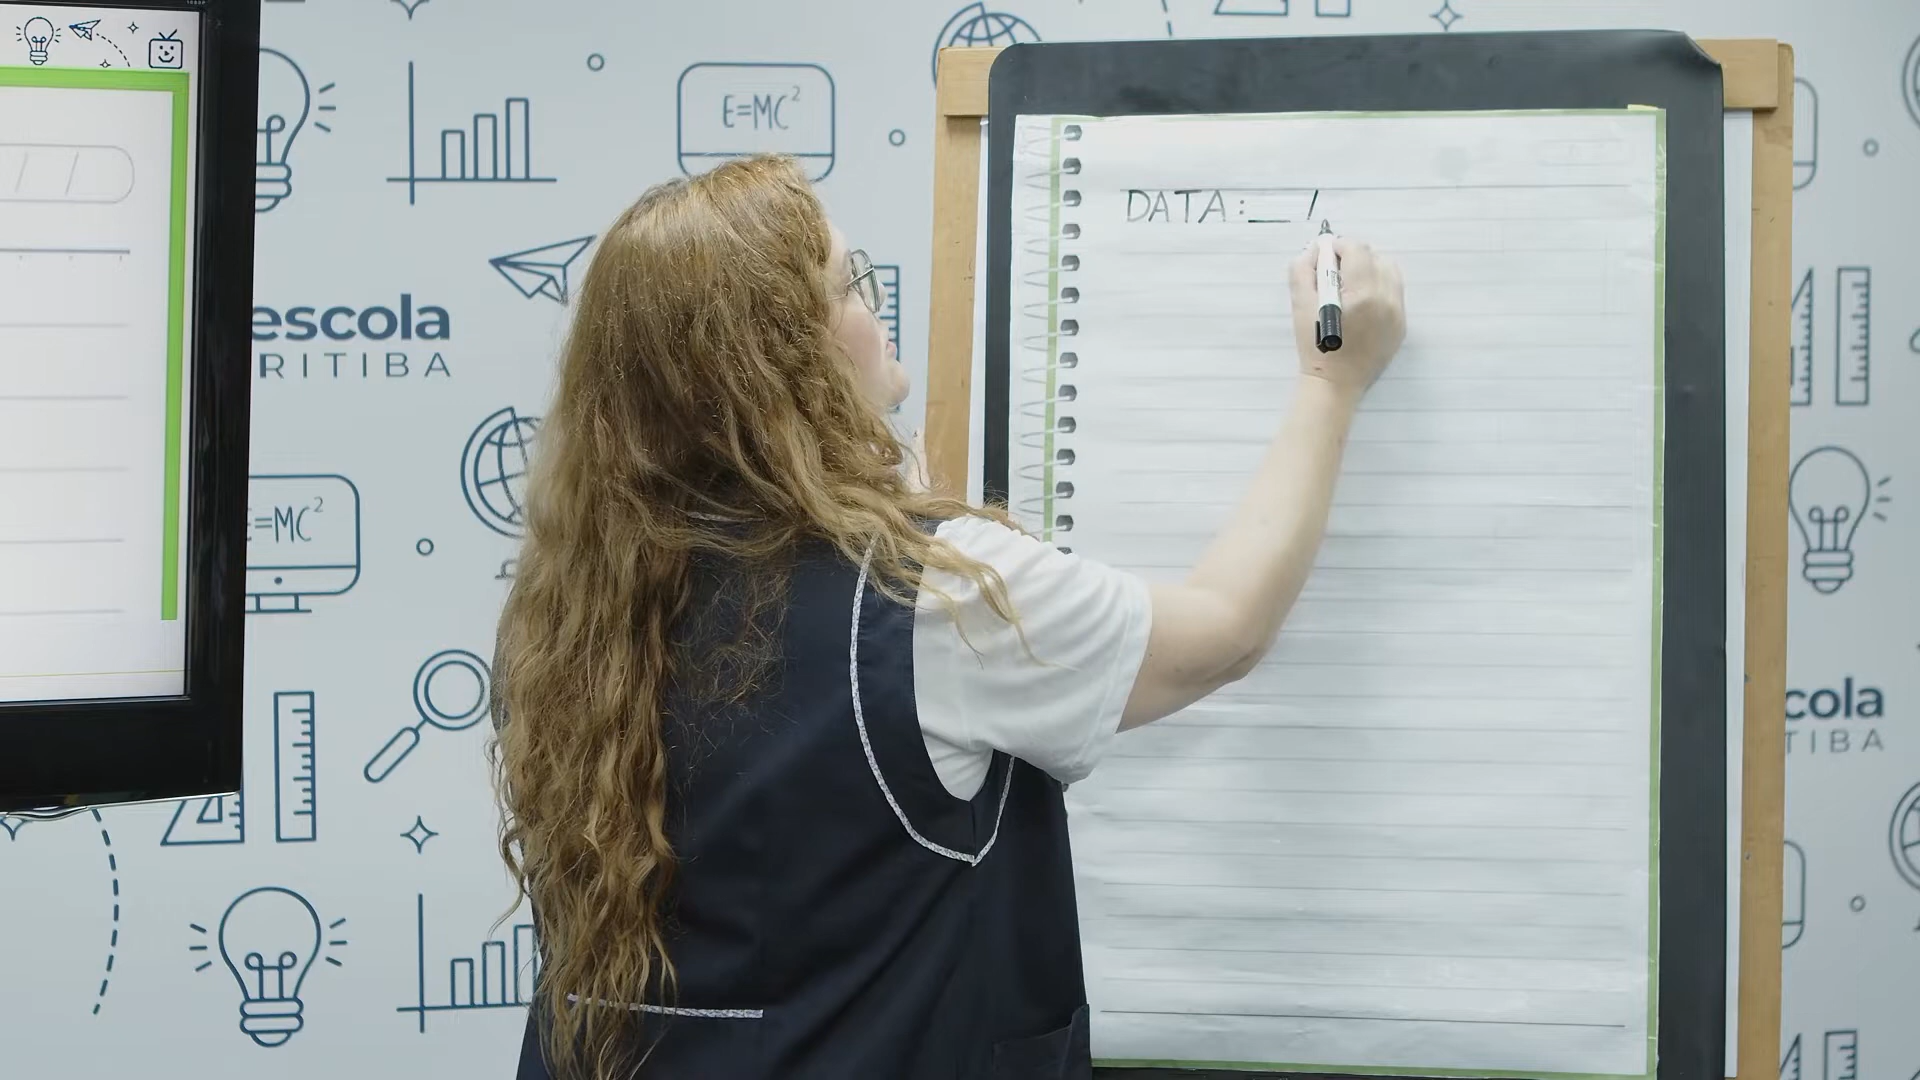 E=MC²
DATA:__/
escola
RITIBA
=MC²
cola
TIBA